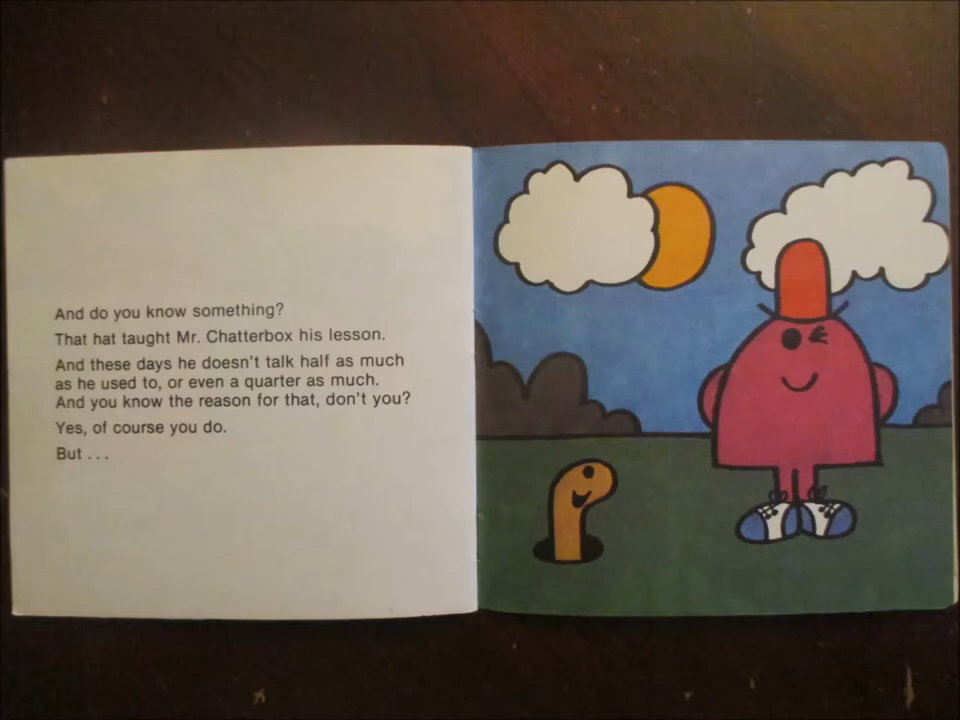 And do you know something?
That hat taught Mr. Chatterbox his lesson.
And these days he doesn't talk half as much
as he used to, or even a quarter as much.
And you know the reason for that, don't you?
Yes, of course you do.
But . . .